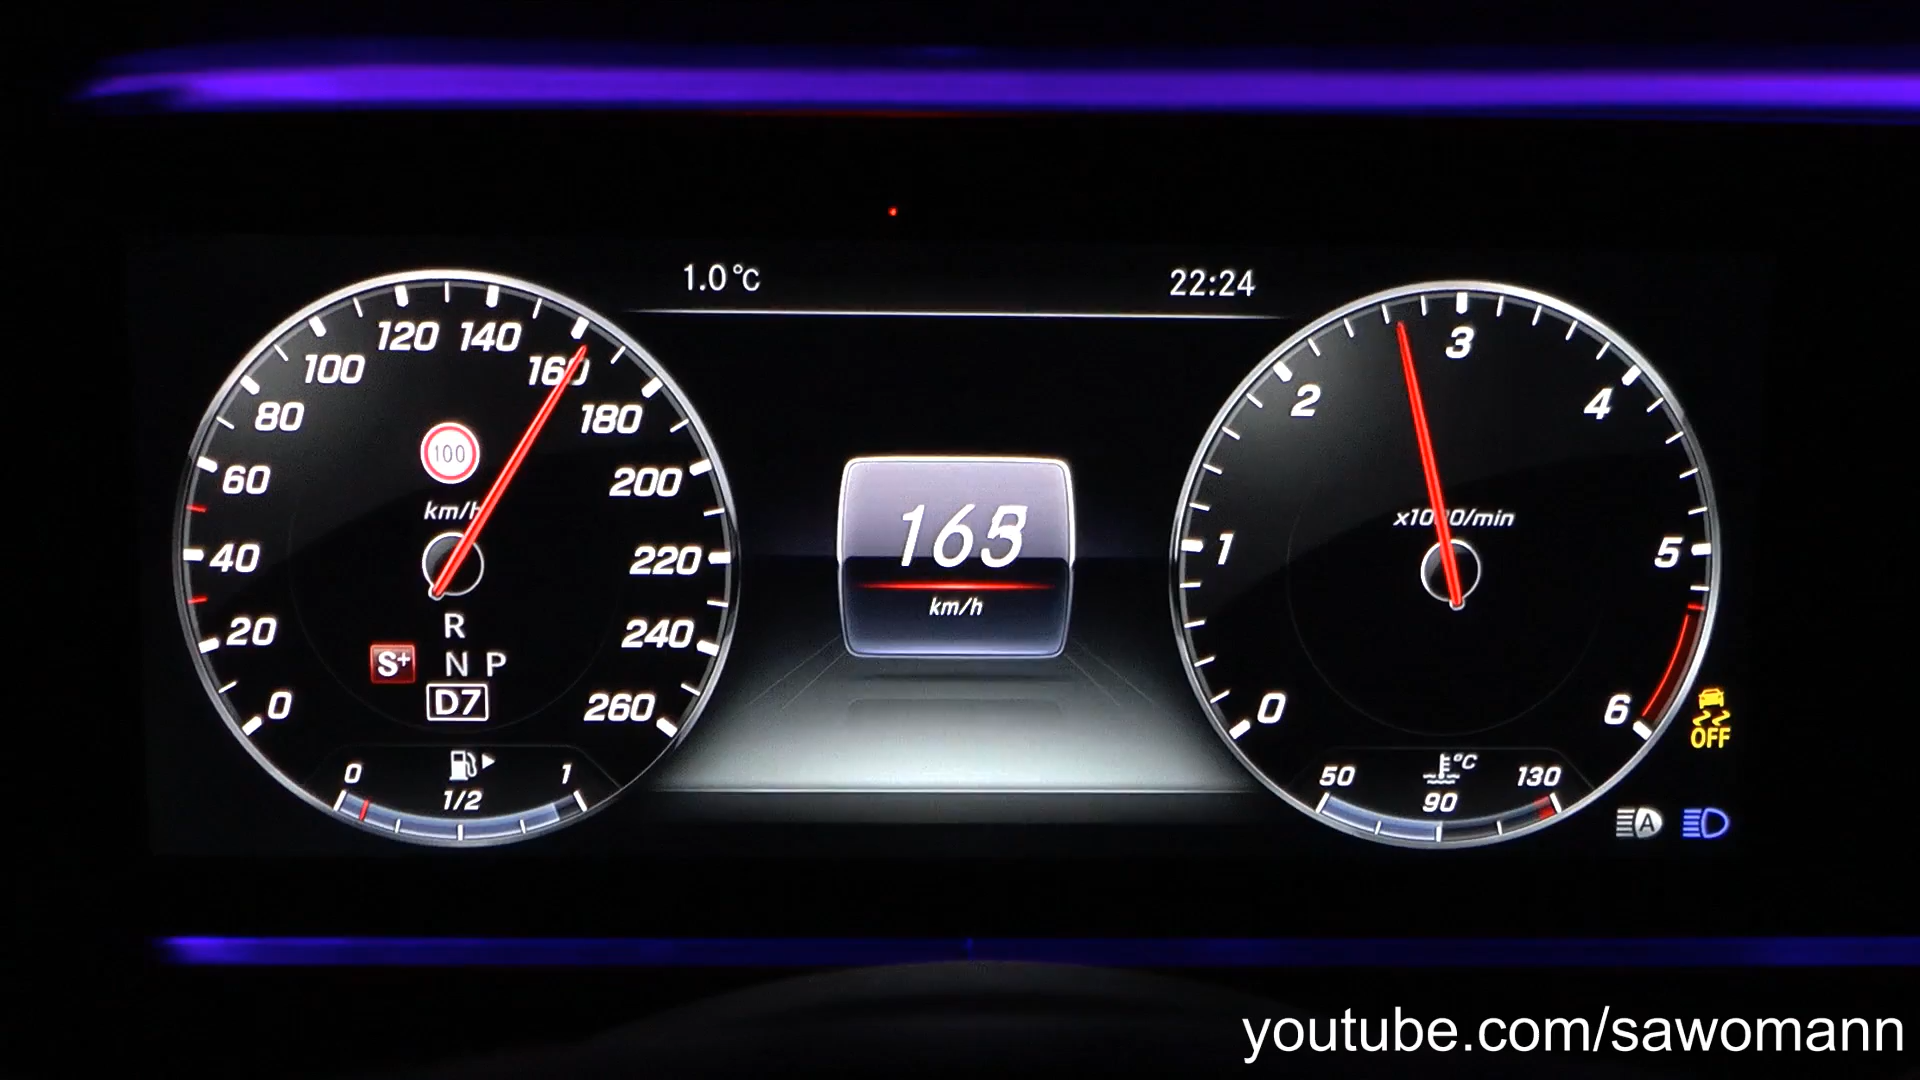 1.0°C
22:24
0 20 40 60 80 100 120 140 160 180 200 220 240 260
100
km/h
R
S+ N P
D7
0 1/2 1
km/h
0 1 2 3 4 5 6
x1000/min
50 °C 130
90
OFF
A
youtube.com/sawomann